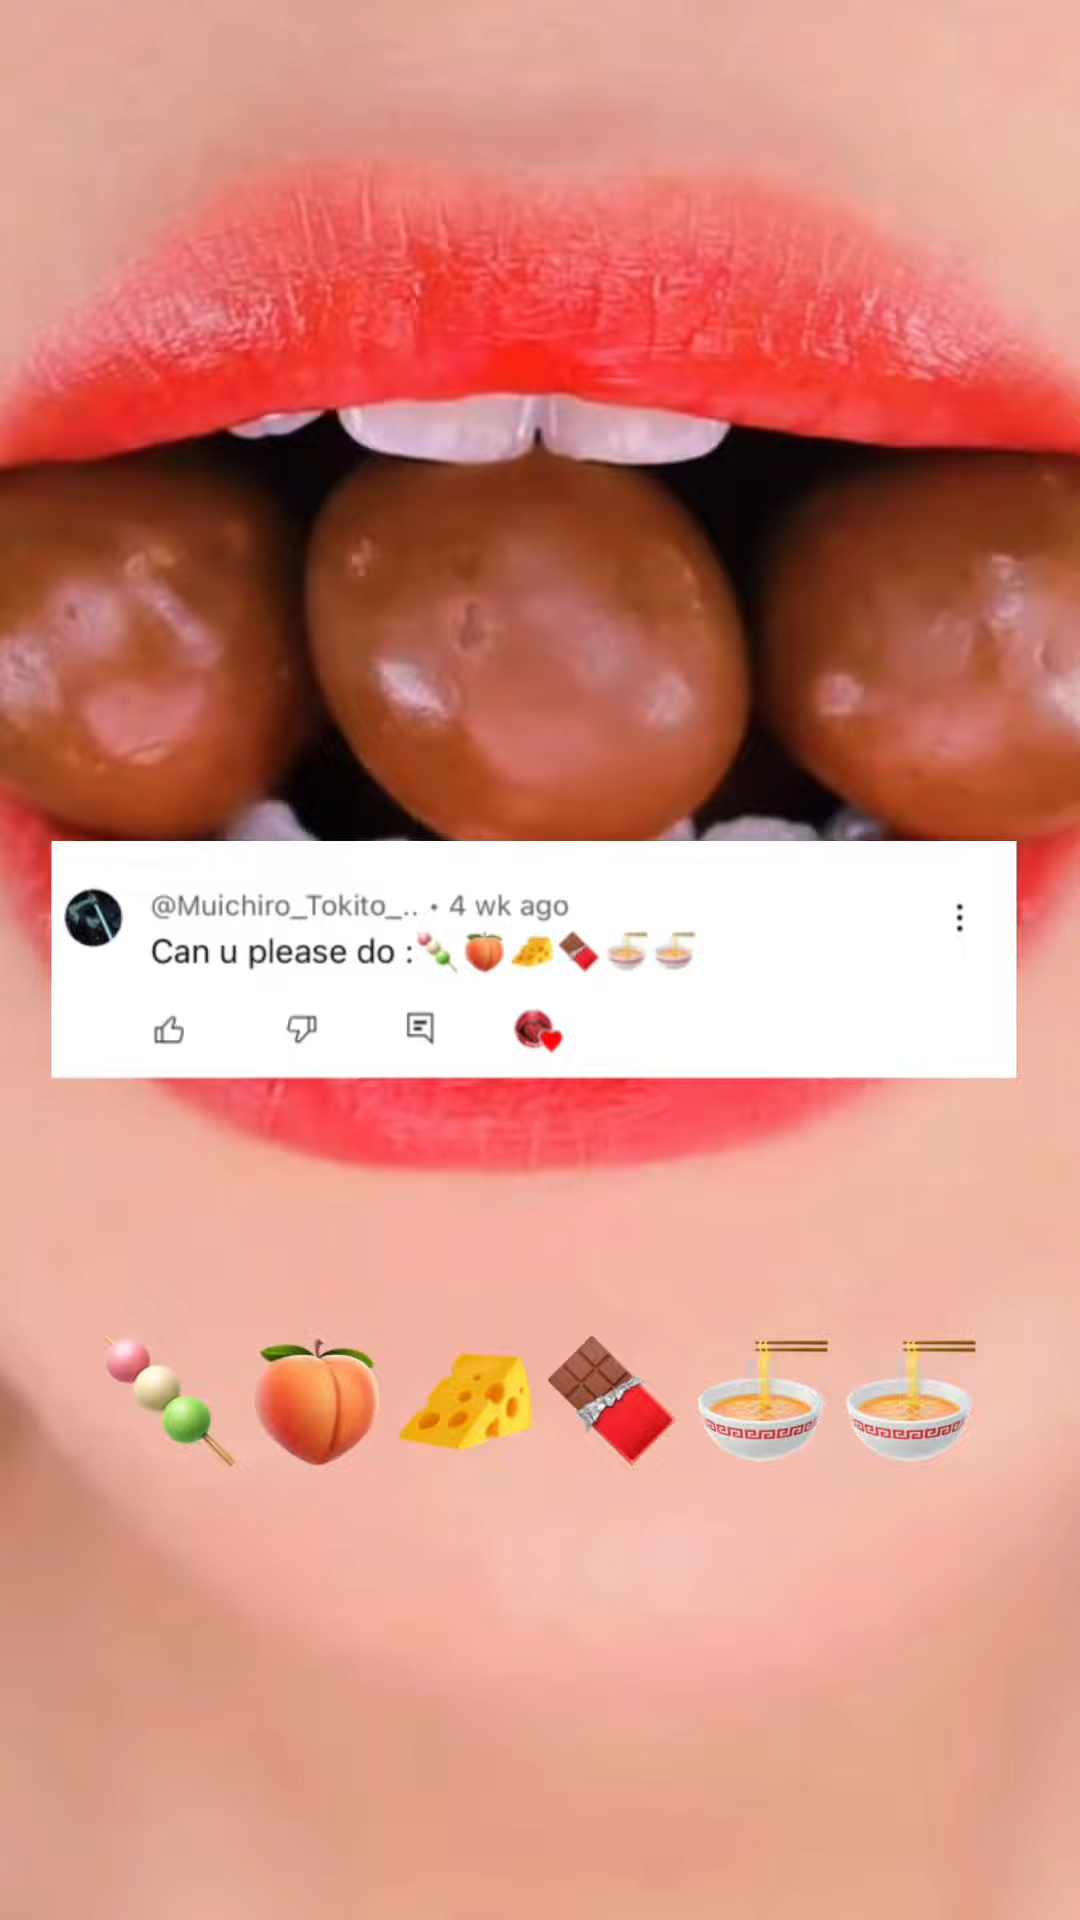 @Muichiro_Tokito_.. • 4 wk ago
Can u please do :🍡🍑🧀🍫🍜🍜
🍡🍑🧀🍫🍜🍜